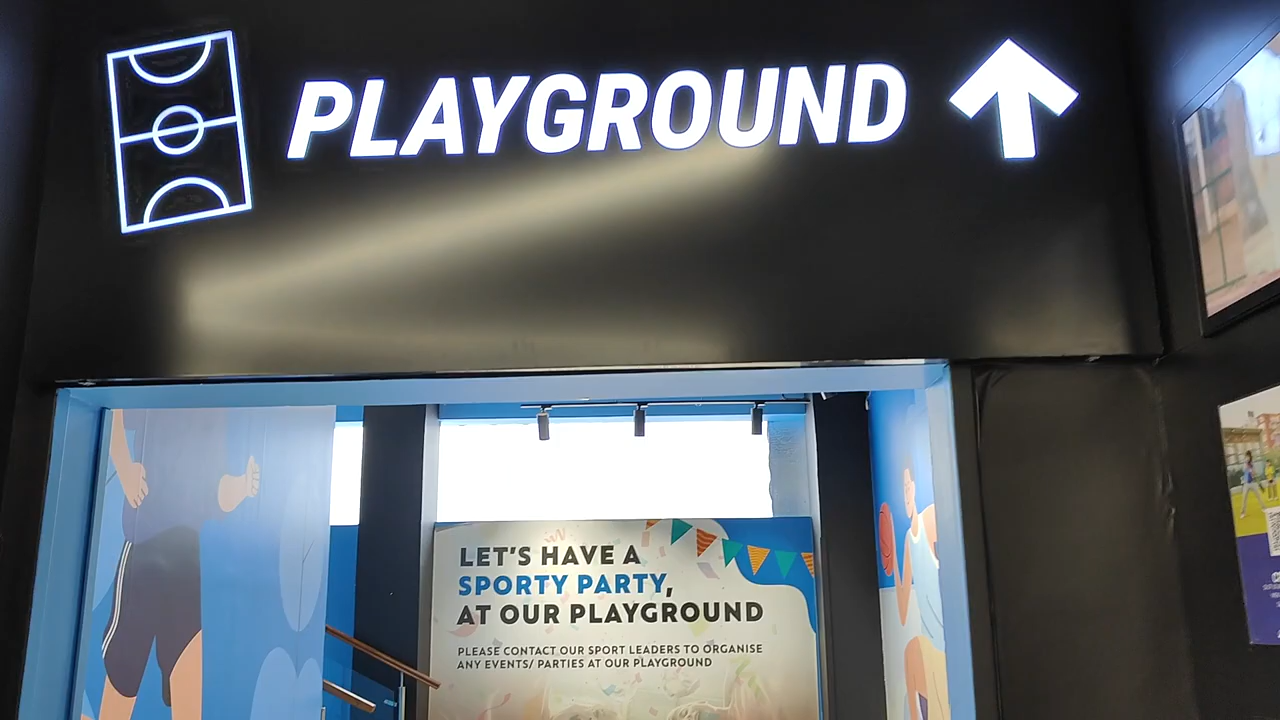 PLAYGROUND
LET'S HAVE A
SPORTY PARTY,
AT OUR PLAYGROUND
PLEASE CONTACT OUR SPORT LEADERS TO ORGANISE
ANY EVENTS/ PARTIES AT OUR PLAYGROUND